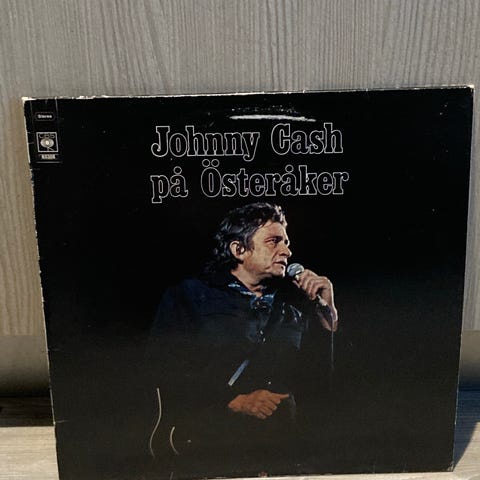 Stereo
CBS
Johnny Cash
på Österåker